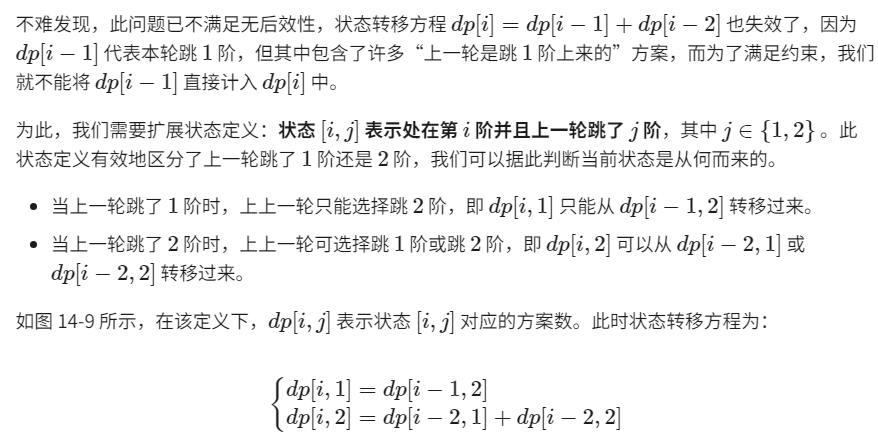 不难发现，此问题已不满足无后效性，状态转移方程 dp[i] = dp[i − 1] + dp[i − 2] 也失效了，因为
dp[i − 1] 代表本轮跳 1 阶，但其中包含了许多“上一轮是跳 1 阶上来的”方案，而为了满足约束，我们
就不能将 dp[i − 1] 直接计入 dp[i] 中。
为此，我们需要扩展状态定义：状态 [i, j] 表示处在第 i 阶并且上一轮跳了 j 阶，其中 j ∈ {1, 2} 。此
状态定义有效地区分了上一轮跳了 1 阶还是 2 阶，我们可以据此判断当前状态是从何而来的。
• 当上一轮跳了 1 阶时，上上一轮只能选择跳 2 阶，即 dp[i, 1] 只能从 dp[i − 1, 2] 转移过来。
• 当上一轮跳了 2 阶时，上上一轮可选择跳 1 阶或跳 2 阶，即 dp[i, 2] 可以从 dp[i − 2, 1] 或
dp[i − 2, 2] 转移过来。
如图 14-9 所示，在该定义下，dp[i, j] 表示状态 [i, j] 对应的方案数。此时状态转移方程为：
dp[i, 1] = dp[i − 1, 2]
dp[i, 2] = dp[i − 2, 1] + dp[i − 2, 2]